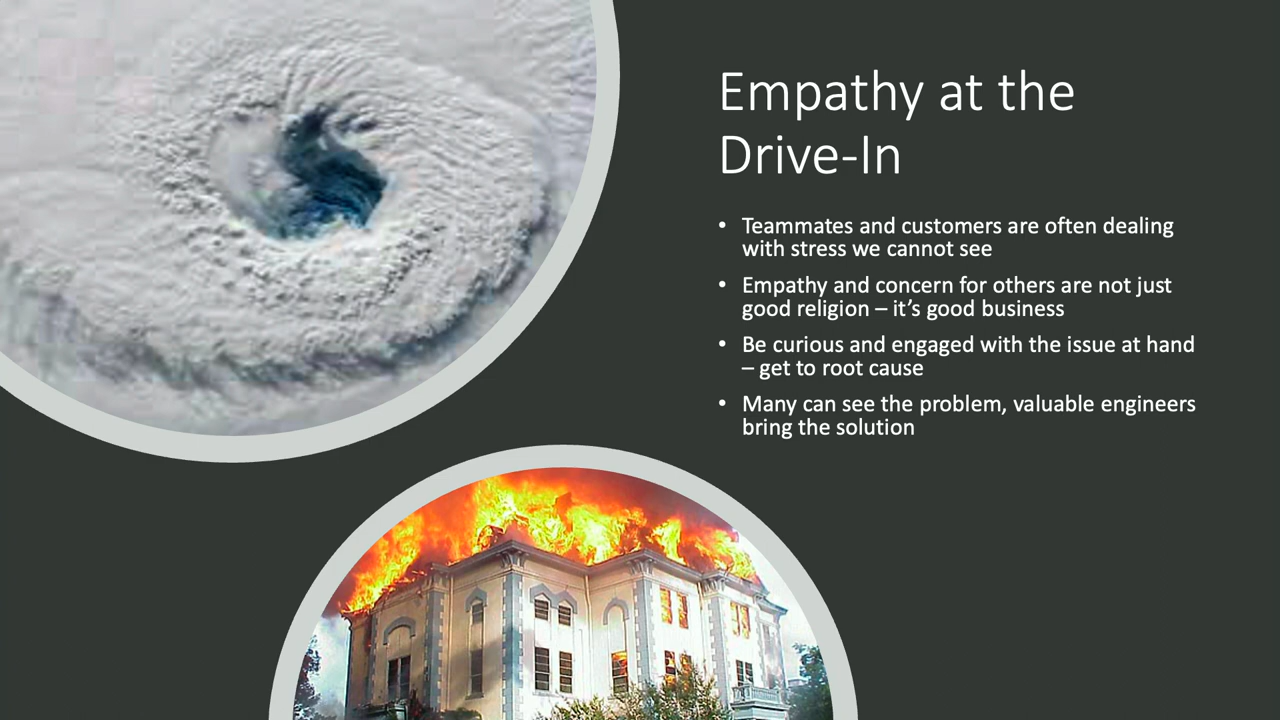 Empathy at the
Drive-In
• Teammates and customers are often dealing
with stress we cannot see
• Empathy and concern for others are not just
good religion – it’s good business
• Be curious and engaged with the issue at hand
– get to root cause
• Many can see the problem, valuable engineers
bring the solution